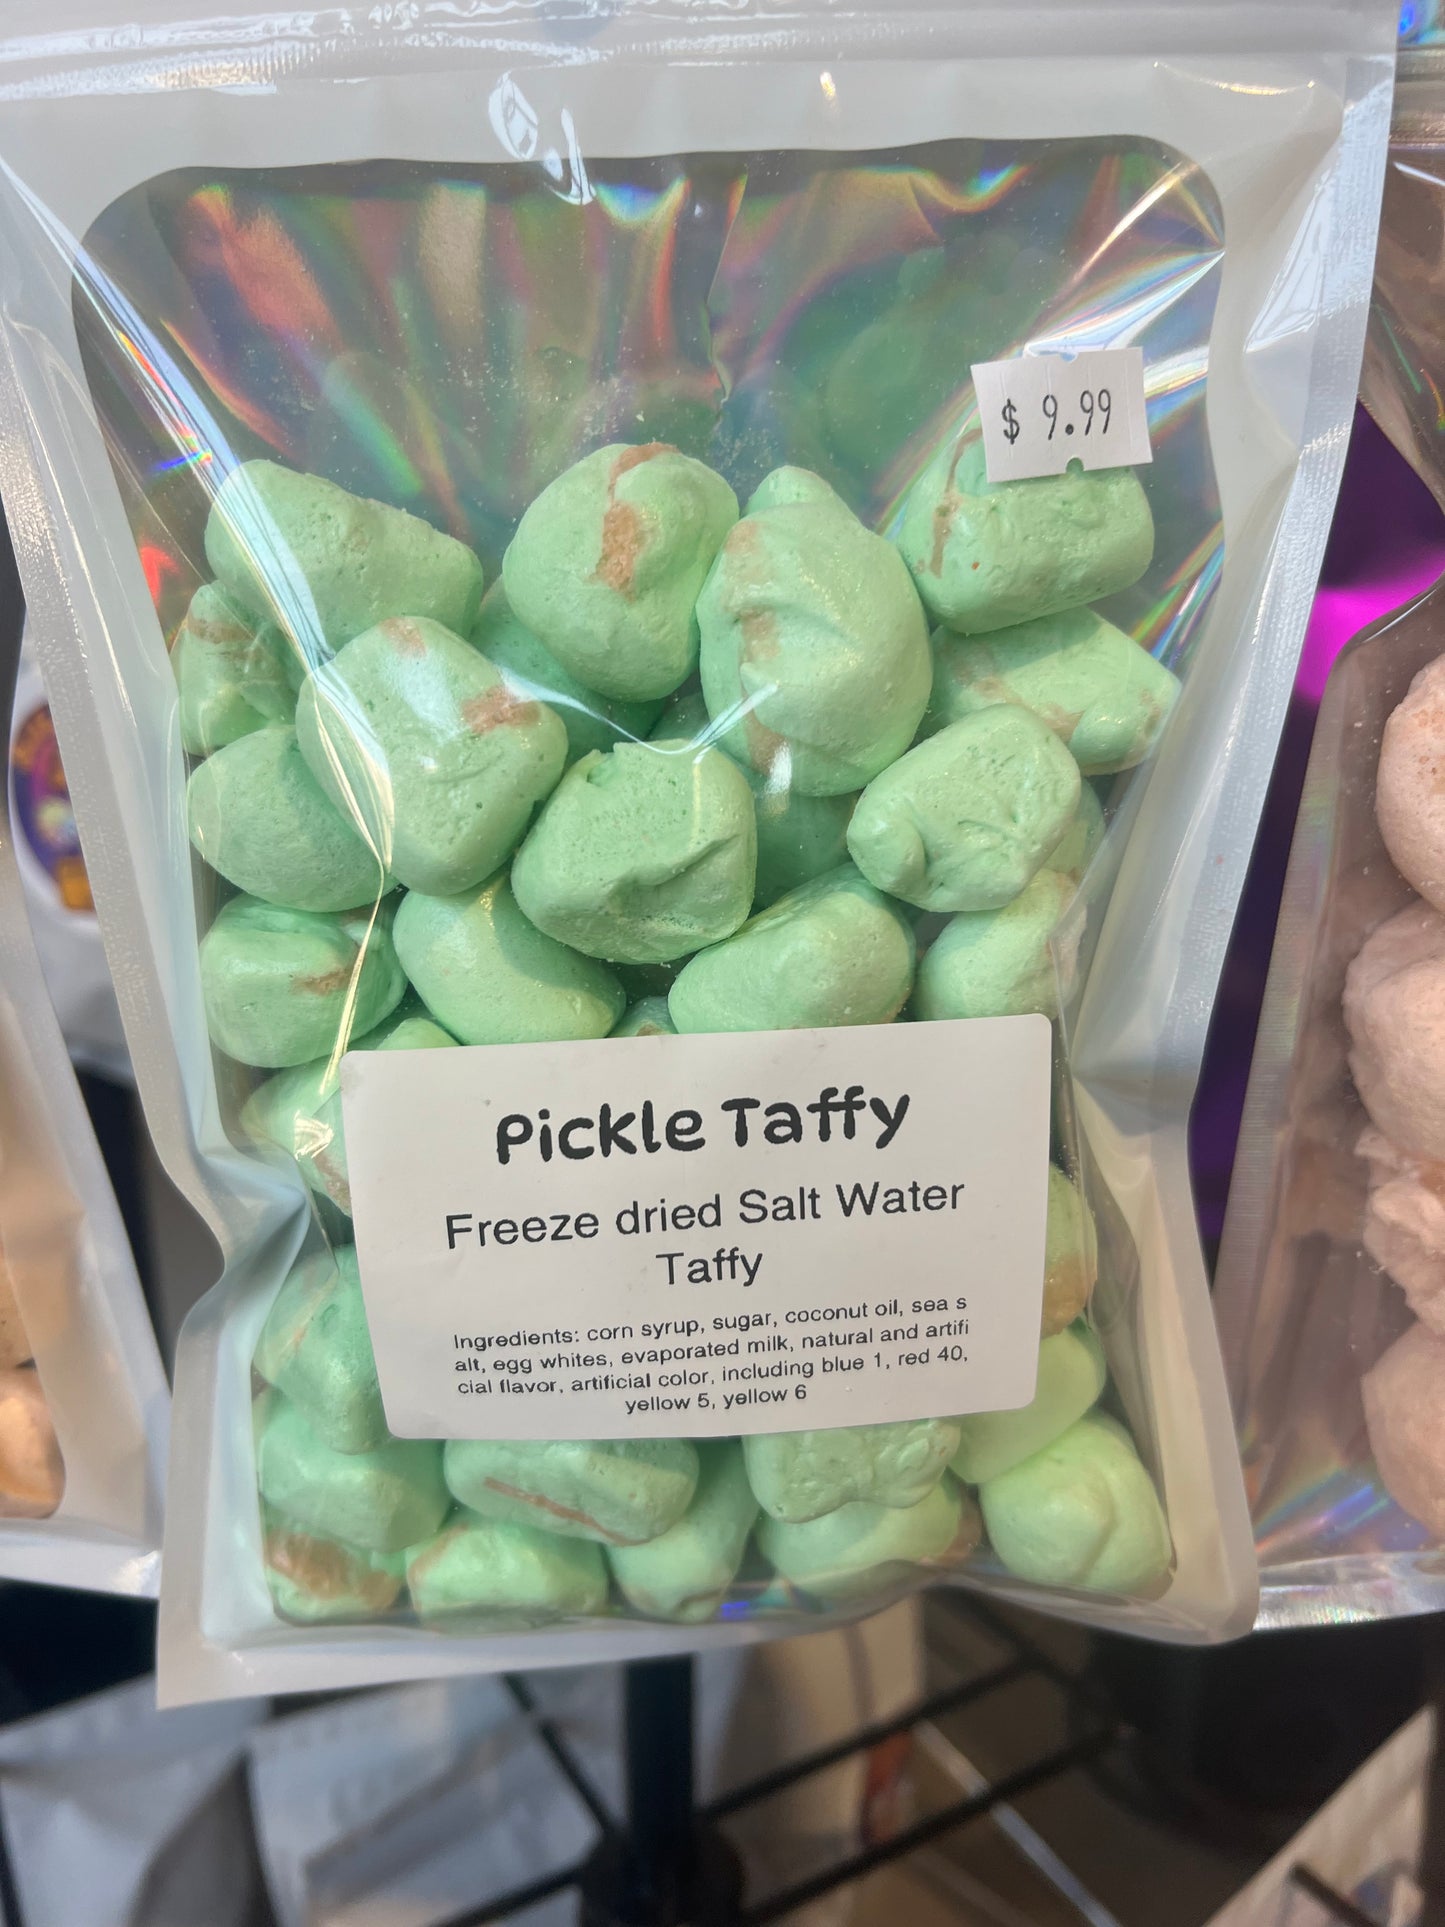 $ 9.99
Pickle Taffy
Freeze dried Salt Water
Taffy
Ingredients: corn syrup, sugar, coconut oil, sea s
alt, egg whites, evaporated milk, natural and artifi
cial flavor, artificial color, including blue 1, red 40,
yellow 5, yellow 6